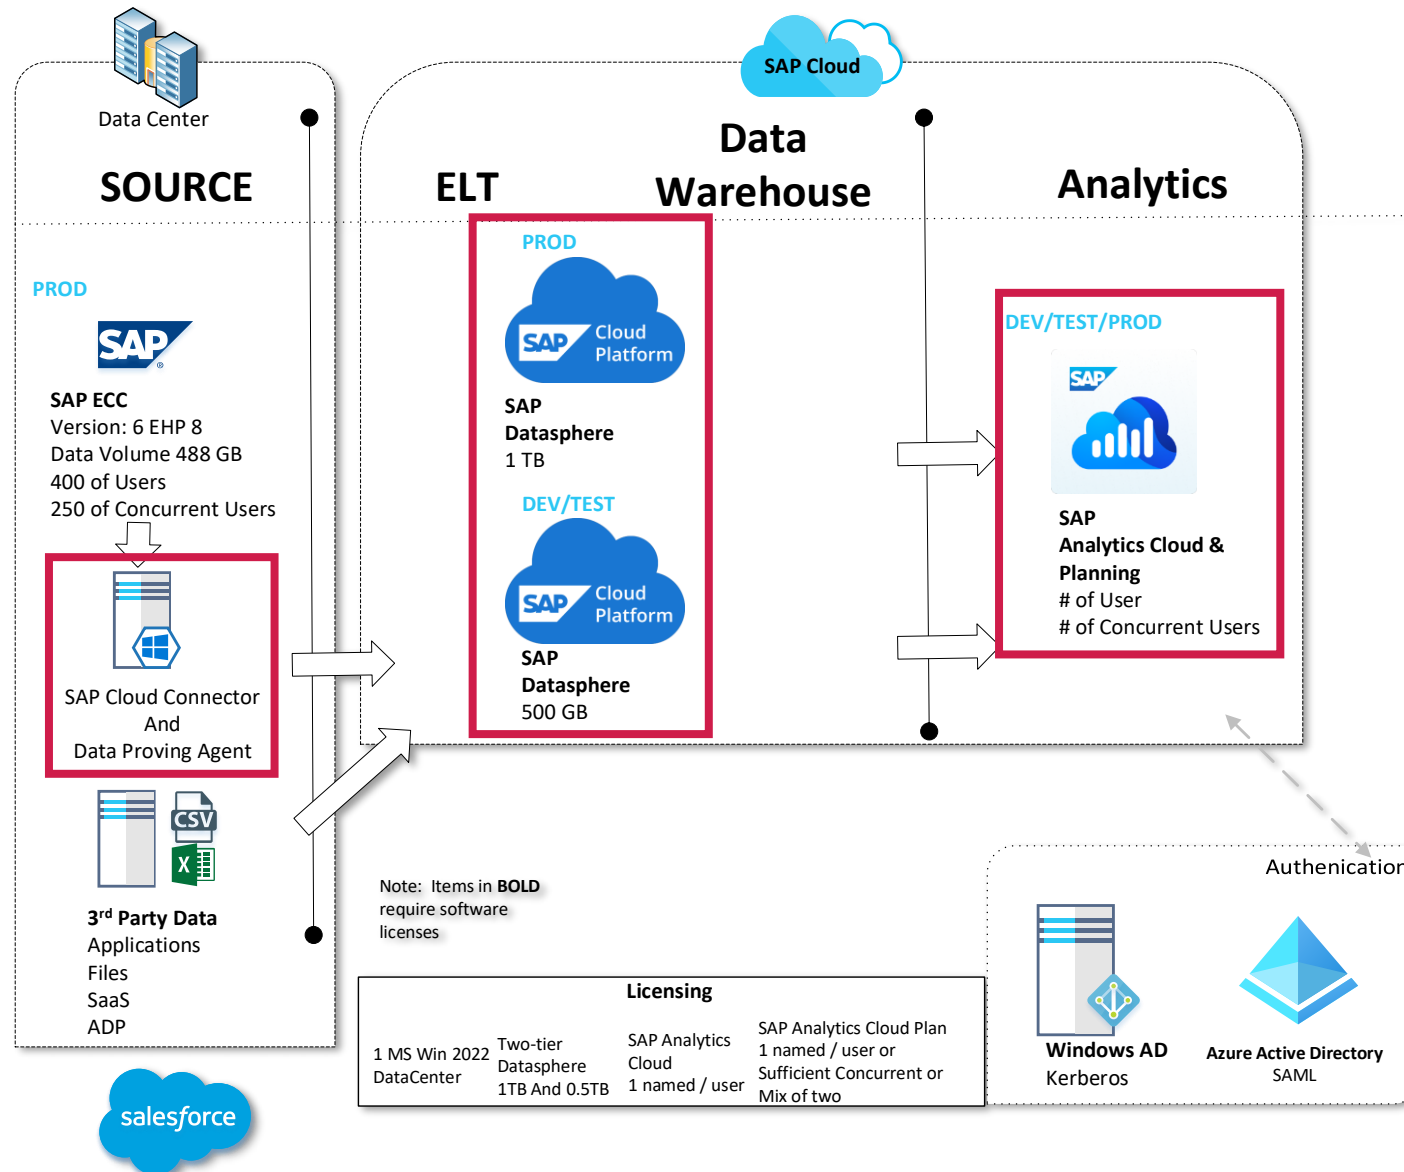 Data Center
SAP Cloud
SOURCE
ELT
Data
Warehouse
Analytics
PROD
SAP
®
SAP ECC
Version: 6 EHP 8
Data Volume 488 GB
400 of Users
250 of Concurrent Users
SAP Cloud Connector
And
Data Proving Agent
CSV
X
3rd Party Data
Applications
Files
SaaS
ADP
salesforce
PROD
SAP
Cloud
Platform
SAP
Datasphere
1 TB
DEV/TEST
SAP
Cloud
Platform
SAP
Datasphere
500 GB
DEV/TEST/PROD
SAP
SAP
Analytics Cloud &
Planning
# of User
# of Concurrent Users
Note: Items in BOLD
require software
licenses
Licensing
1 MS Win 2022
DataCenter
Two-tier
Datasphere
1TB And 0.5TB
SAP Analytics
Cloud
1 named / user
SAP Analytics Cloud Plan
1 named / user or
Sufficient Concurrent or
Mix of two
Authenication
Windows AD
Kerberos
Azure Active Directory
SAML